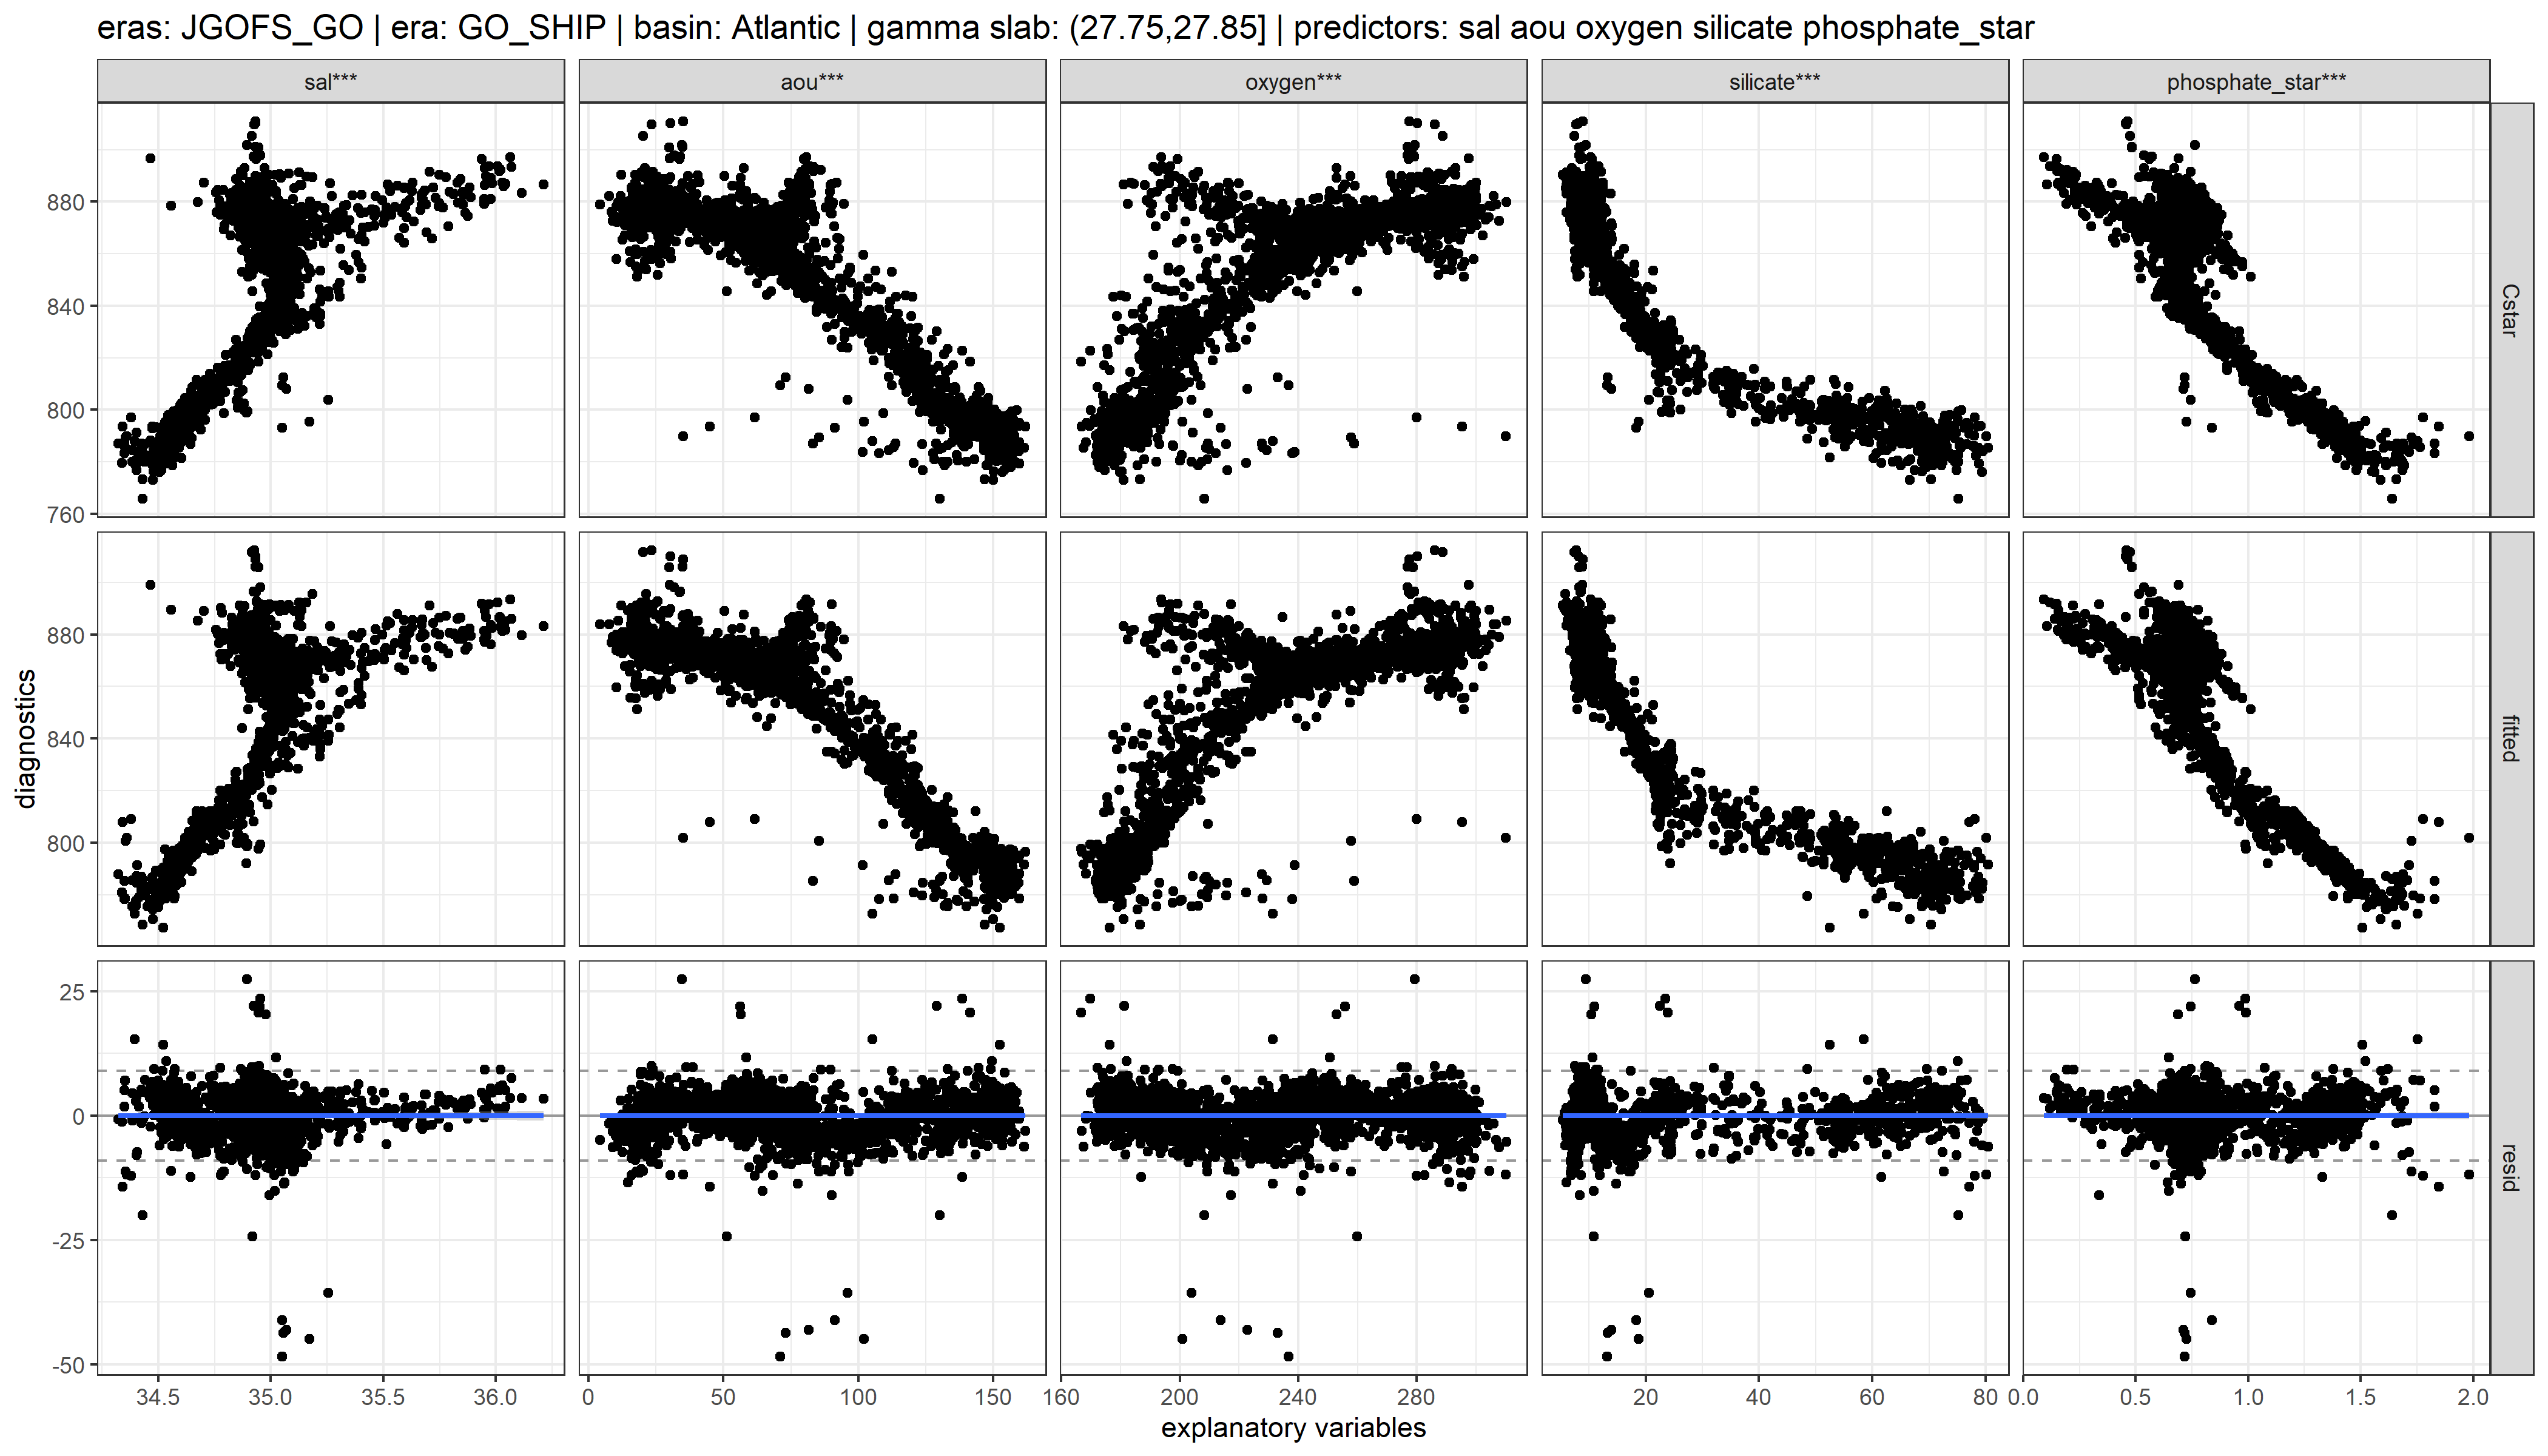 eras: JGOFS_GO | era: GO_SHIP | basin: Atlantic | gamma slab: (27.75,27.85] | predictors: sal aou oxygen silicate phosphate_star
sal*** aou*** oxygen*** silicate*** phosphate_star***
880
840
800
760
Cstar
880
840
800
fitted
diagnostics
25
0
-25
-50
resid
34.5 35.0 35.5 36.0 0 50 100 150 160 200 240 280 20 40 60 80 0.0 0.5 1.0 1.5 2.0
explanatory variables